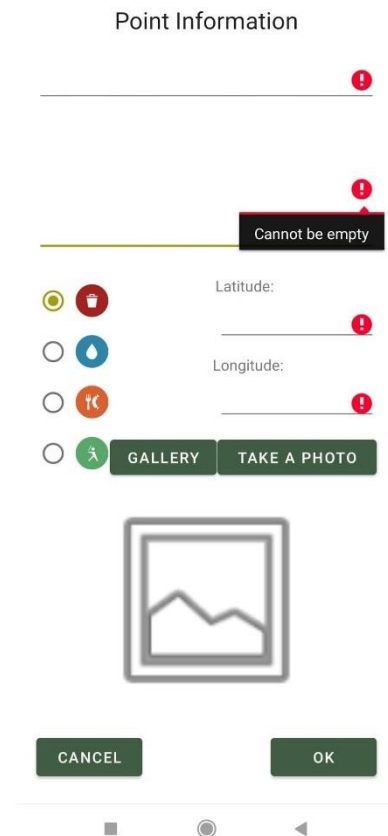 Point Information
Cannot be empty
Latitude:
Longitude:
GALLERY
TAKE A PHOTO
CANCEL
OK